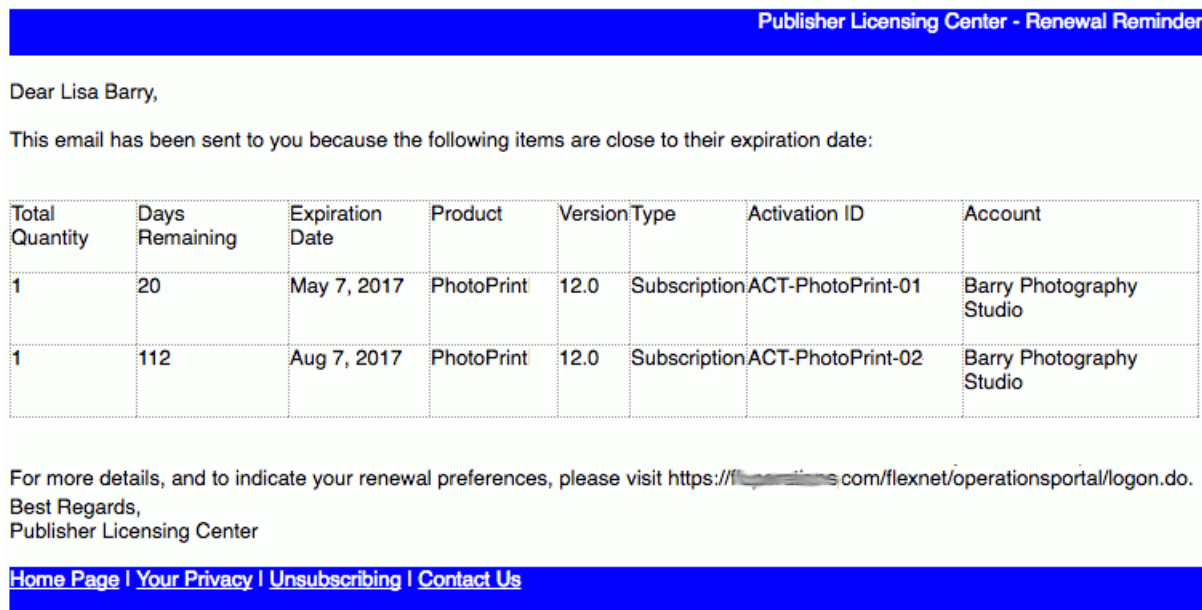 Publisher Licensing Center - Renewal Reminder
Dear Lisa Barry,
This email has been sent to you because the following items are close to their expiration date:
Total Quantity Days Remaining Expiration Date Product Version Type Activation ID Account
1 20 May 7, 2017 PhotoPrint 12.0 Subscription ACT-PhotoPrint-01 Barry Photography Studio
1 112 Aug 7, 2017 PhotoPrint 12.0 Subscription ACT-PhotoPrint-02 Barry Photography Studio
For more details, and to indicate your renewal preferences, please visit https:// com/flexnet/operationsportal/logon.do.
Best Regards,
Publisher Licensing Center
Home Page | Your Privacy | Unsubscribing | Contact Us